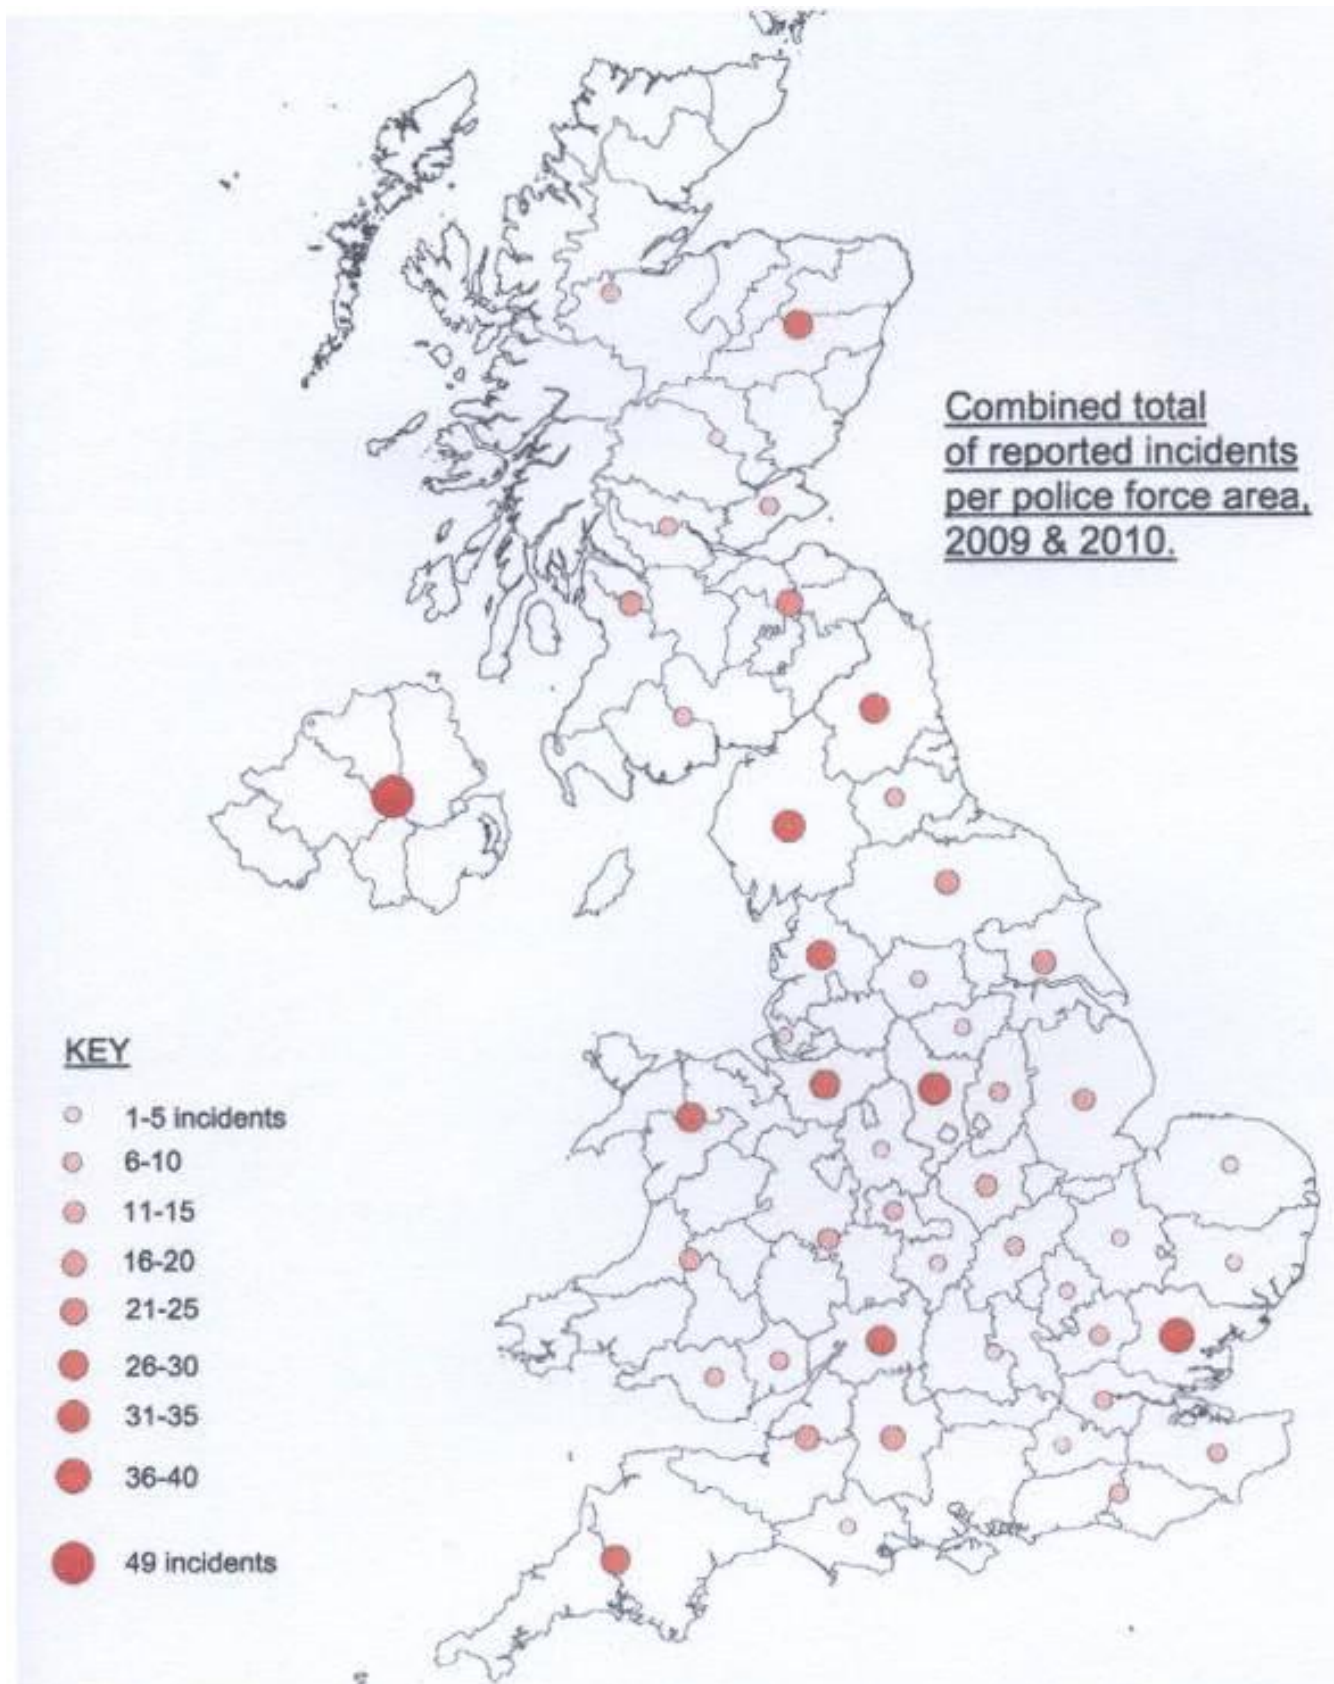 Combined total
of reported incidents
per police force area,
2009 & 2010.
KEY
1-5 incidents
6-10
11-15
16-20
21-25
26-30
31-35
36-40
49 incidents